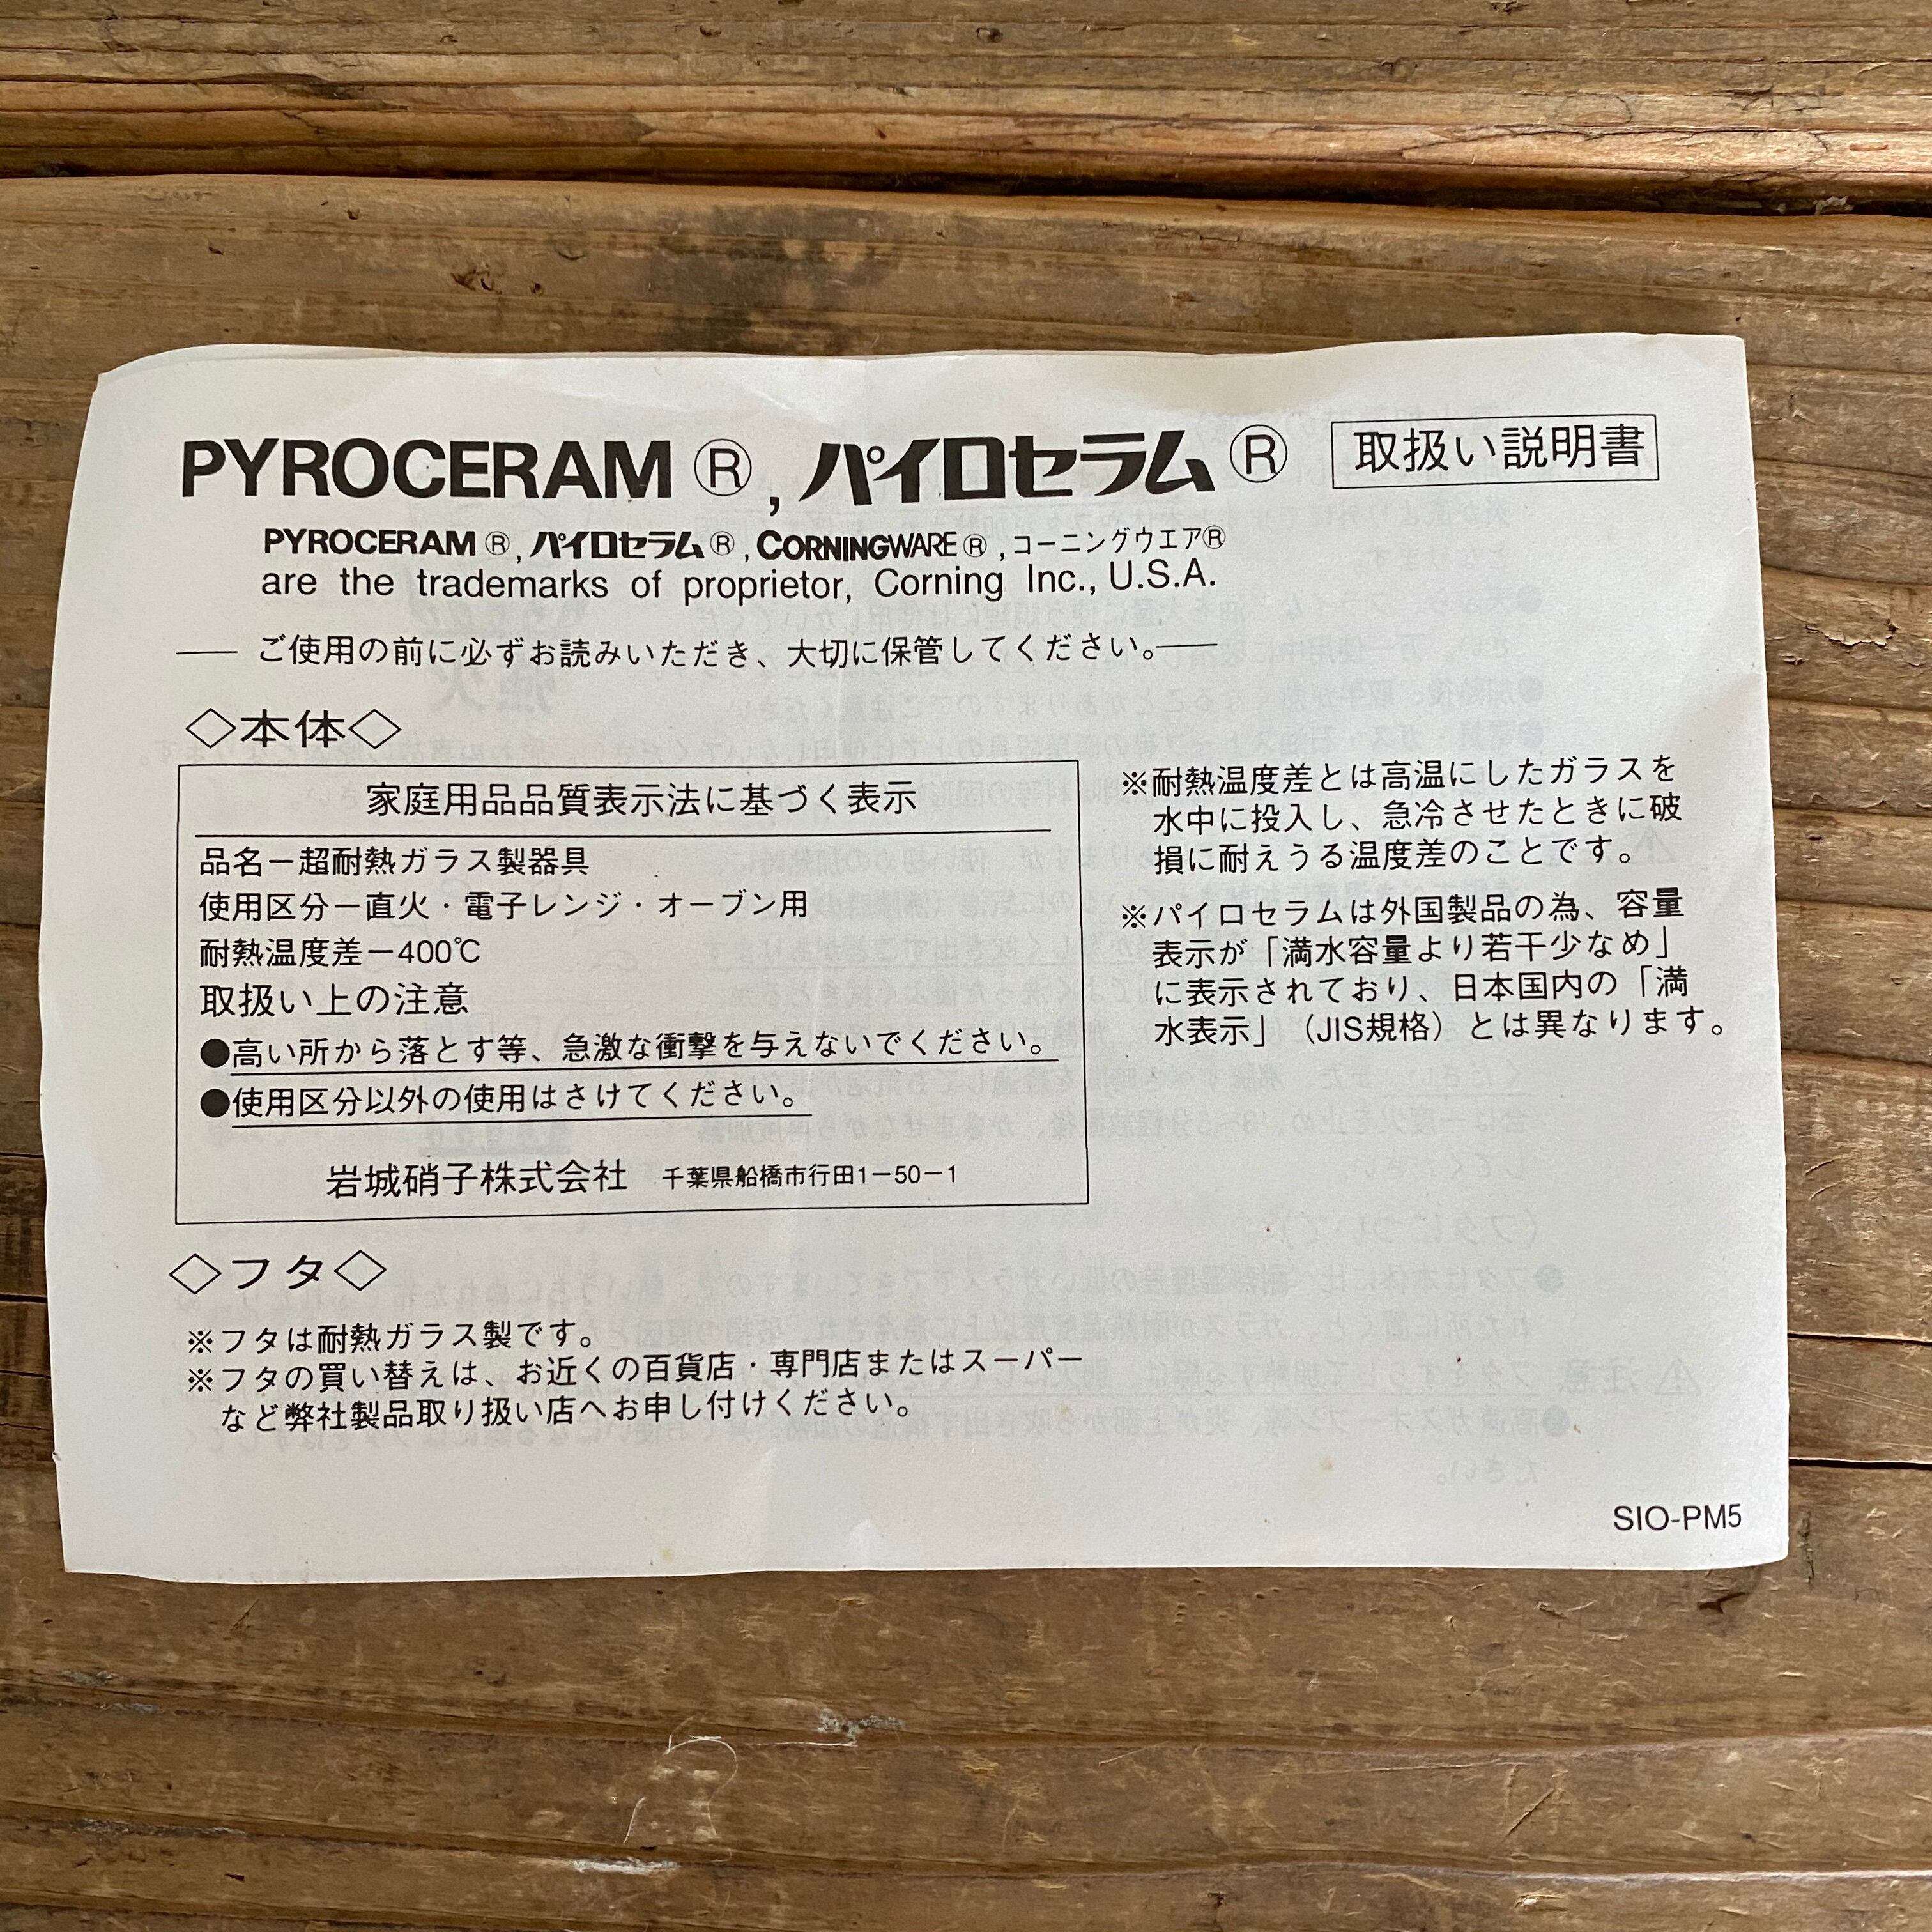 PYROCERAM®, パイロセラム® 取扱い説明書
PYROCERAM®, パイロセラム®, CORNINGWARE®, コーニングウエア®
are the trademarks of proprietor, Corning Inc., U.S.A.
── ご使用の前に必ずお読みいただき、大切に保管してください。──
◇本体◇
家庭用品品質表示法に基づく表示
品名－超耐熱ガラス製器具
使用区分－直火・電子レンジ・オーブン用
耐熱温度差－400℃
取扱い上の注意
●高い所から落とす等、急激な衝撃を与えないでください。
●使用区分以外の使用はさけてください。
岩城硝子株式会社 千葉県船橋市行田1－50－1
※耐熱温度差とは高温にしたガラスを
水中に投入し、急冷させたときに破
損に耐えうる温度差のことです。
※パイロセラムは外国製品の為、容量
表示が「満水容量より若干少なめ」
に表示されており、日本国内の「満
水表示」（JIS規格）とは異なります。
◇フタ◇
※フタは耐熱ガラス製です。
※フタの買い替えは、お近くの百貨店・専門店またはスーパー
など弊社製品取り扱い店へお申し付けください。
SIO-PM5